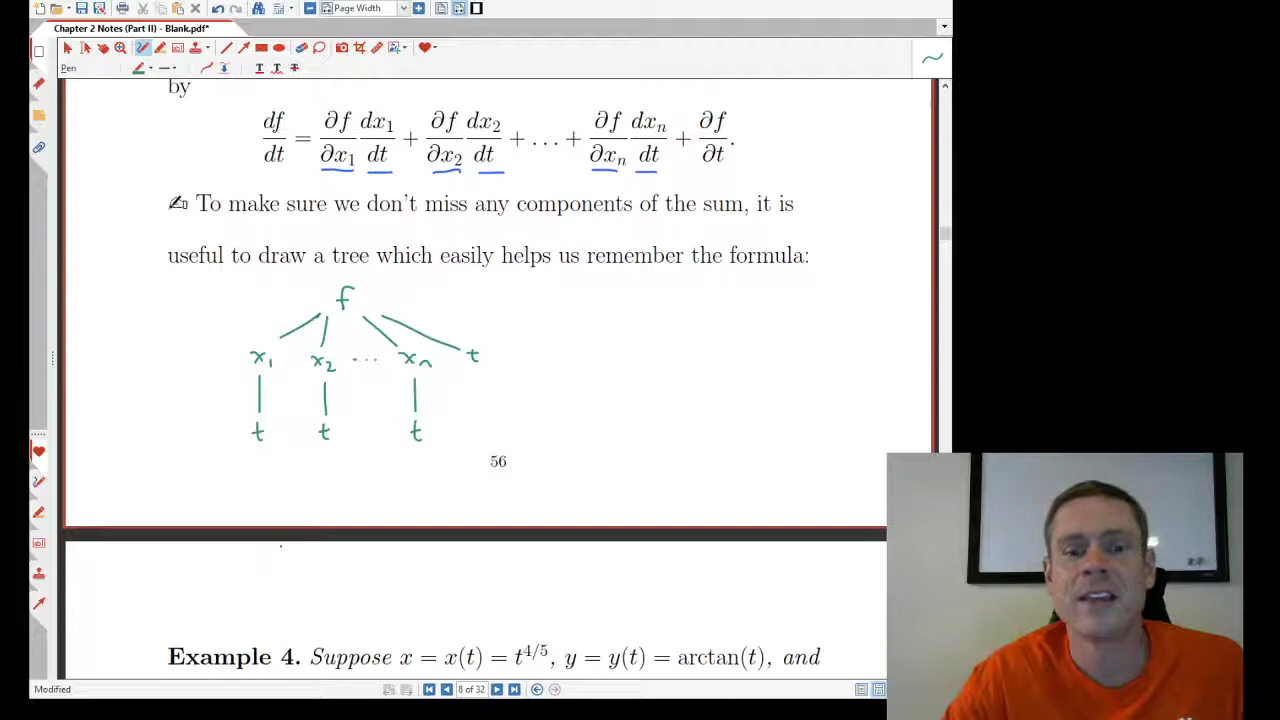 Page Width
Chapter 2 Notes (Part II) - Blank.pdf*
Pen
by
df/dt = ∂f/∂x₁ dx₁/dt + ∂f/∂x₂ dx₂/dt + . . . + ∂f/∂xₙ dxₙ/dt + ∂f/∂t.
✍ To make sure we don't miss any components of the sum, it is
useful to draw a tree which easily helps us remember the formula:
f
x₁ x₂ ... xₙ t
t t t
56
Example 4. Suppose x = x(t) = t^{4/5}, y = y(t) = arctan(t), and
Modified
8 of 32